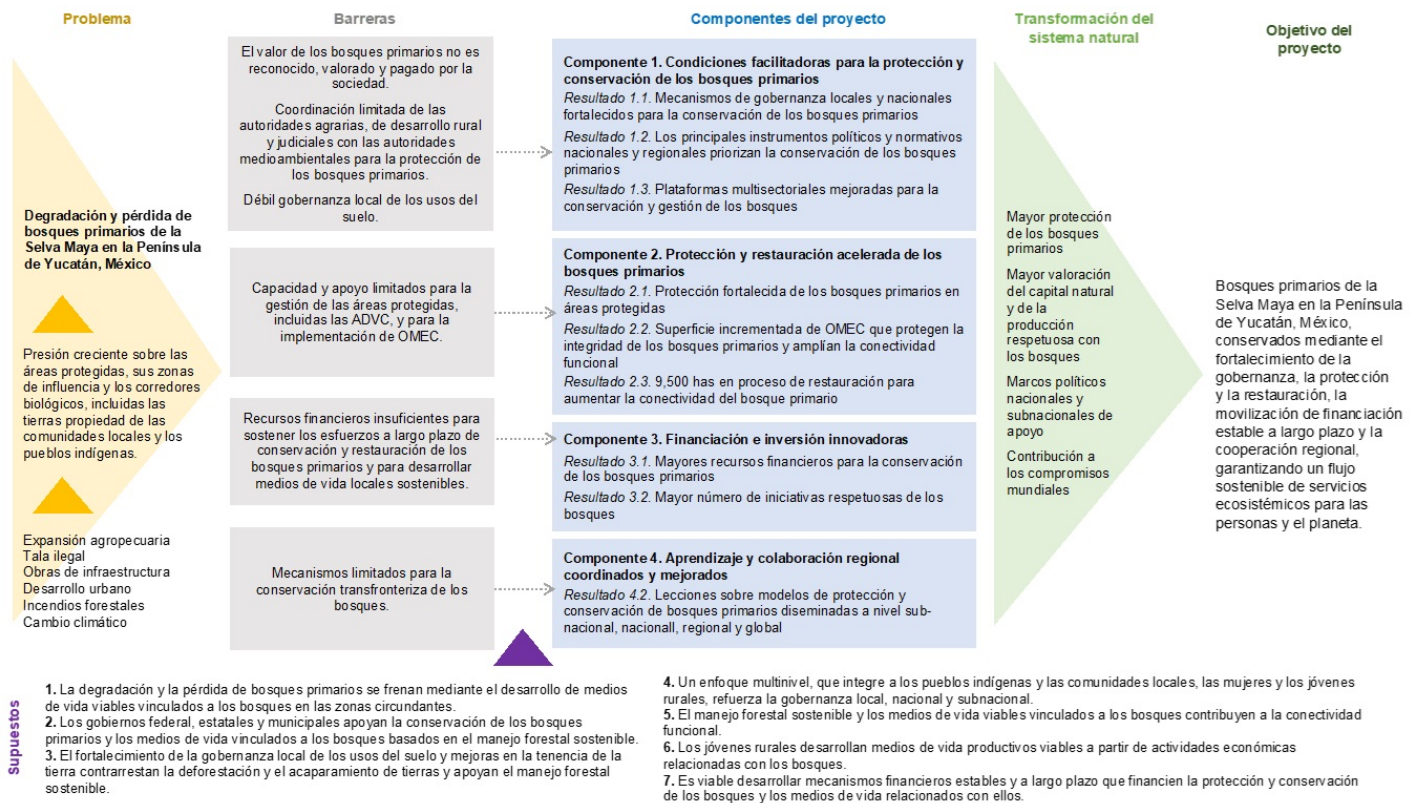 Problema
Barreras
Componentes del proyecto
Transformación del
sistema natural
Objetivo del
proyecto
Degradación y pérdida de
bosques primarios de la
Selva Maya en la Península
de Yucatán, México
Presión creciente sobre las
áreas protegidas, sus zonas
de influencia y los corredores
biológicos, incluidas las
tierras propiedad de las
comunidades locales y los
pueblos indígenas.
Expansión agropecuaria
Tala ilegal
Obras de infraestructura
Desarrollo urbano
Incendios forestales
Cambio climático
El valor de los bosques primarios no es
reconocido, valorado y pagado por la
sociedad.
Coordinación limitada de las
autoridades agrarias, de desarrollo rural
y judiciales con las autoridades
medioambientales para la protección de
los bosques primarios.
Débil gobernanza local de los usos del
suelo.
Capacidad y apoyo limitados para la
gestión de las áreas protegidas,
incluidas las ADVC, y para la
implementación de OMEC.
Recursos financieros insuficientes para
sostener los esfuerzos a largo plazo de
conservación y restauración de los
bosques primarios y para desarrollar
medios de vida locales sostenibles.
Mecanismos limitados para la
conservación transfronteriza de los
bosques.
Componente 1. Condiciones facilitadoras para la protección y
conservación de los bosques primarios
Resultado 1.1. Mecanismos de gobernanza locales y nacionales
fortalecidos para la conservación de los bosques primarios
Resultado 1.2. Los principales instrumentos políticos y normativos
nacionales y regionales priorizan la conservación de los bosques
primarios
Resultado 1.3. Plataformas multisectoriales mejoradas para la
conservación y gestión de los bosques
Componente 2. Protección y restauración acelerada de los
bosques primarios
Resultado 2.1. Protección fortalecida de los bosques primarios en
áreas protegidas
Resultado 2.2. Superficie incrementada de OMEC que protegen la
integridad de los bosques primarios y amplían la conectividad
funcional
Resultado 2.3. 9,500 has en proceso de restauración para
aumentar la conectividad del bosque primario
Componente 3. Financiación e inversión innovadoras
Resultado 3.1. Mayores recursos financieros para la conservación
de los bosques primarios
Resultado 3.2. Mayor número de iniciativas respetuosas de los
bosques
Componente 4. Aprendizaje y colaboración regional
coordinados y mejorados
Resultado 4.2. Lecciones sobre modelos de protección y
conservación de bosques primarios diseminadas a nivel sub-
nacional, nacionall, regional y global
Mayor protección
de los bosques
primarios
Mayor valoración
del capital natural
y de la
producción
respetuosa con
los bosques
Marcos políticos
nacionales y
subnacionales de
apoyo
Contribución a
los compromisos
mundiales
Bosques primarios de la
Selva Maya en la Península
de Yucatán, México,
conservados mediante el
fortalecimiento de la
gobernanza, la protección
y la restauración, la
movilización de financiación
estable a largo plazo y la
cooperación regional,
garantizando un flujo
sostenible de servicios
ecosistémicos para las
personas y el planeta.
Supuestos
1. La degradación y la pérdida de bosques primarios se frenan mediante el desarrollo de medios
de vida viables vinculados a los bosques en las zonas circundantes.
2. Los gobiernos federal, estatales y municipales apoyan la conservación de los bosques
primarios y los medios de vida vinculados a los bosques basados en el manejo forestal sostenible.
3. El fortalecimiento de la gobernanza local de los usos del suelo y mejoras en la tenencia de la
tierra contrarrestan la deforestación y el acaparamiento de tierras y apoyan el manejo forestal
sostenible.
4. Un enfoque multinivel, que integre a los pueblos indígenas y las comunidades locales, las mujeres y los jóvenes
rurales, refuerza la gobernanza local, nacional y subnacional.
5. El manejo forestal sostenible y los medios de vida viables vinculados a los bosques contribuyen a la conectividad
funcional.
6. Los jóvenes rurales desarrollan medios de vida productivos viables a partir de actividades económicas
relacionadas con los bosques.
7. Es viable desarrollar mecanismos financieros estables y a largo plazo que financien la protección y conservación
de los bosques y los medios de vida relacionados con ellos.